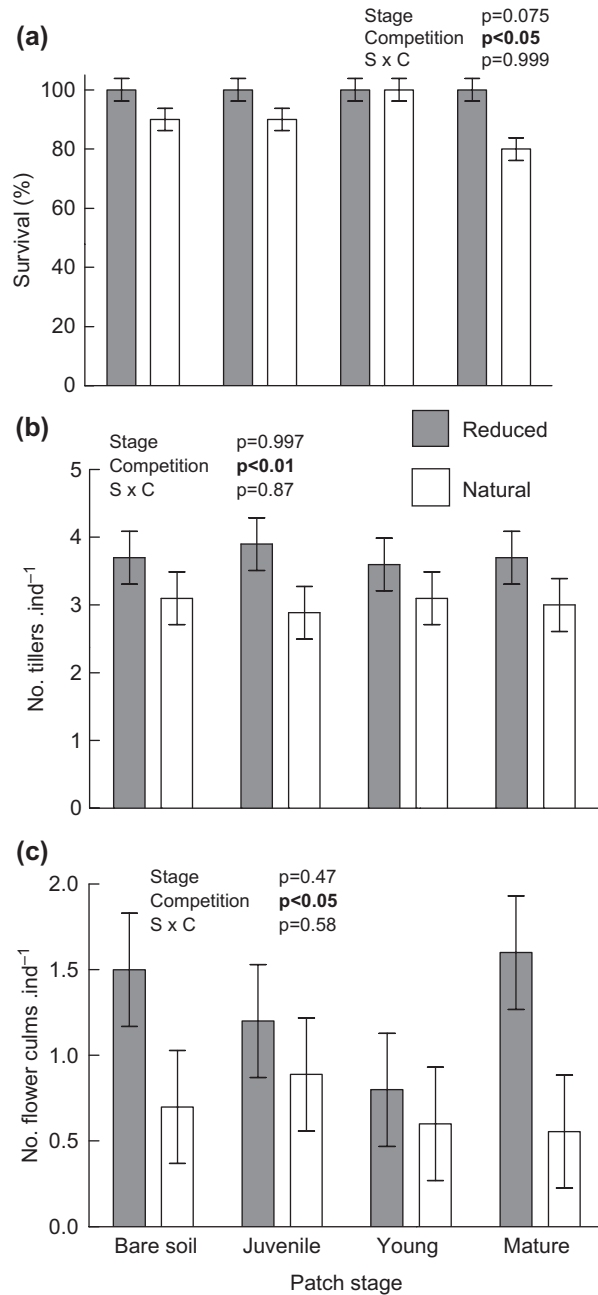 (a)
Stage p=0.075
Competition p<0.05
S x C p=0.999
100
80
60
40
20
0
Survival (%)
(b)
Stage p=0.997
Competition p<0.01
S x C p=0.87
Reduced
Natural
5
4
3
2
1
0
No. tillers .ind⁻¹
(c)
Stage p=0.47
Competition p<0.05
S x C p=0.58
2.0
1.5
1.0
0.5
0.0
No. flower culms .ind⁻¹
Bare soil Juvenile Young Mature
Patch stage